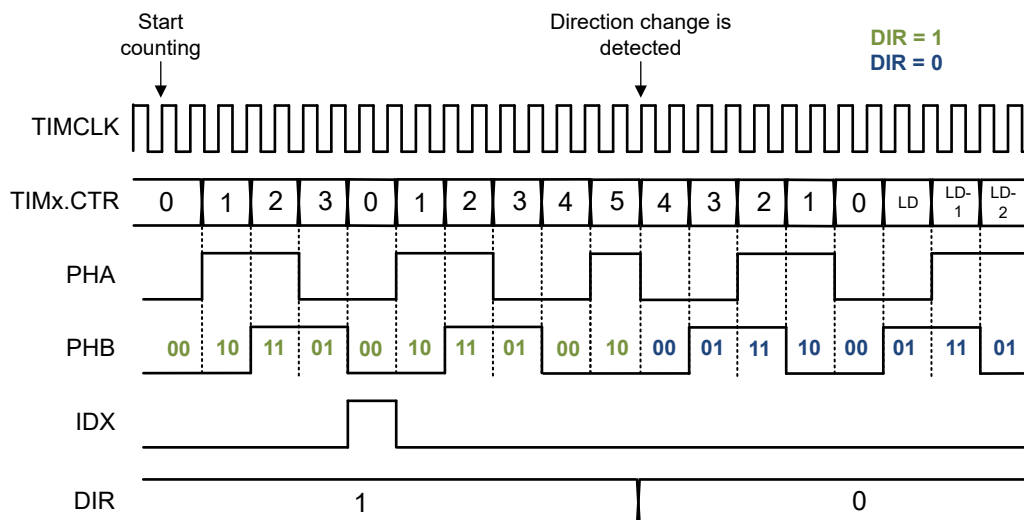 Start
counting
Direction change is
detected
DIR = 1
DIR = 0
TIMCLK
TIMx.CTR 0 1 2 3 0 1 2 3 4 5 4 3 2 1 0 LD LD-1 LD-2
PHA
PHB 00 10 11 01 00 10 11 01 00 10 00 01 11 10 00 01 11 01
IDX
DIR 1 0